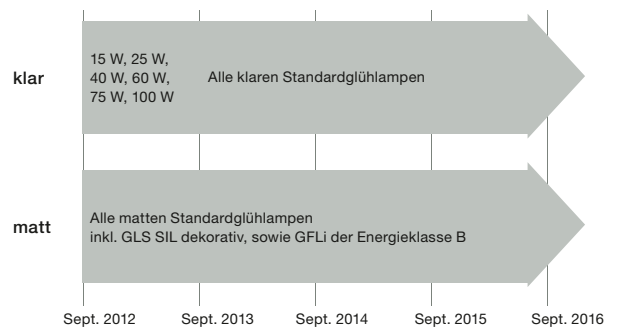 klar
15 W, 25 W,
40 W, 60 W,
75 W, 100 W
Alle klaren Standardglühlampen
matt
Alle matten Standardglühlampen
inkl. GLS SIL dekorativ, sowie GFLi der Energieklasse B
Sept. 2012
Sept. 2013
Sept. 2014
Sept. 2015
Sept. 2016